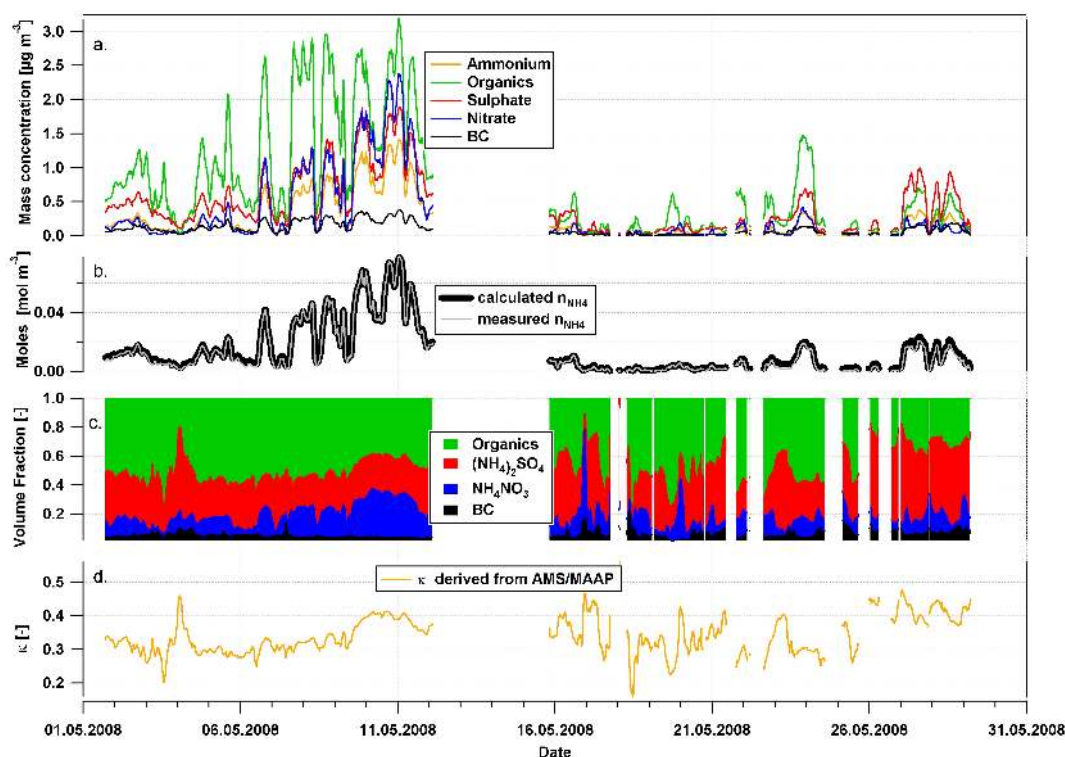 a.
Mass concentration [µg m-3]
3.0
2.5
2.0
1.5
1.0
0.5
0.0
Ammonium
Organics
Sulphate
Nitrate
BC
b.
Moles [mol m-3]
0.04
0.00
calculated nNH4
measured nNH4
c.
Volume Fraction [-]
1.0
0.8
0.6
0.4
0.2
Organics
(NH4)2SO4
NH4NO3
BC
d.
κ [-]
0.5
0.4
0.3
0.2
κ derived from AMS/MAAP
01.05.2008 06.05.2008 11.05.2008 16.05.2008 21.05.2008 26.05.2008 31.05.2008
Date